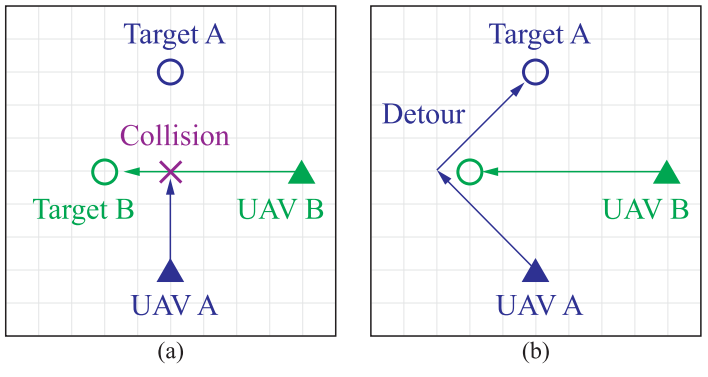 Target A
Collision
Target B
UAV B
UAV A
(a)
Target A
Detour
UAV B
UAV A
(b)